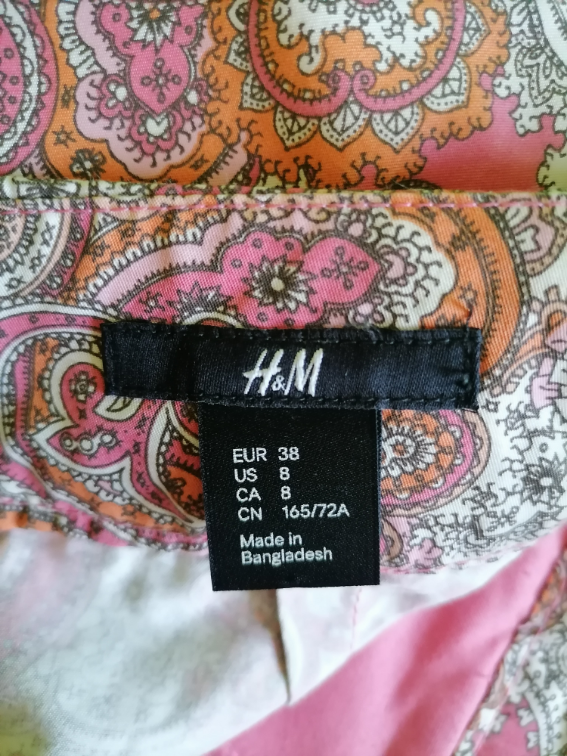 H&M
EUR 38
US 8
CA 8
CN 165/72A
Made in
Bangladesh